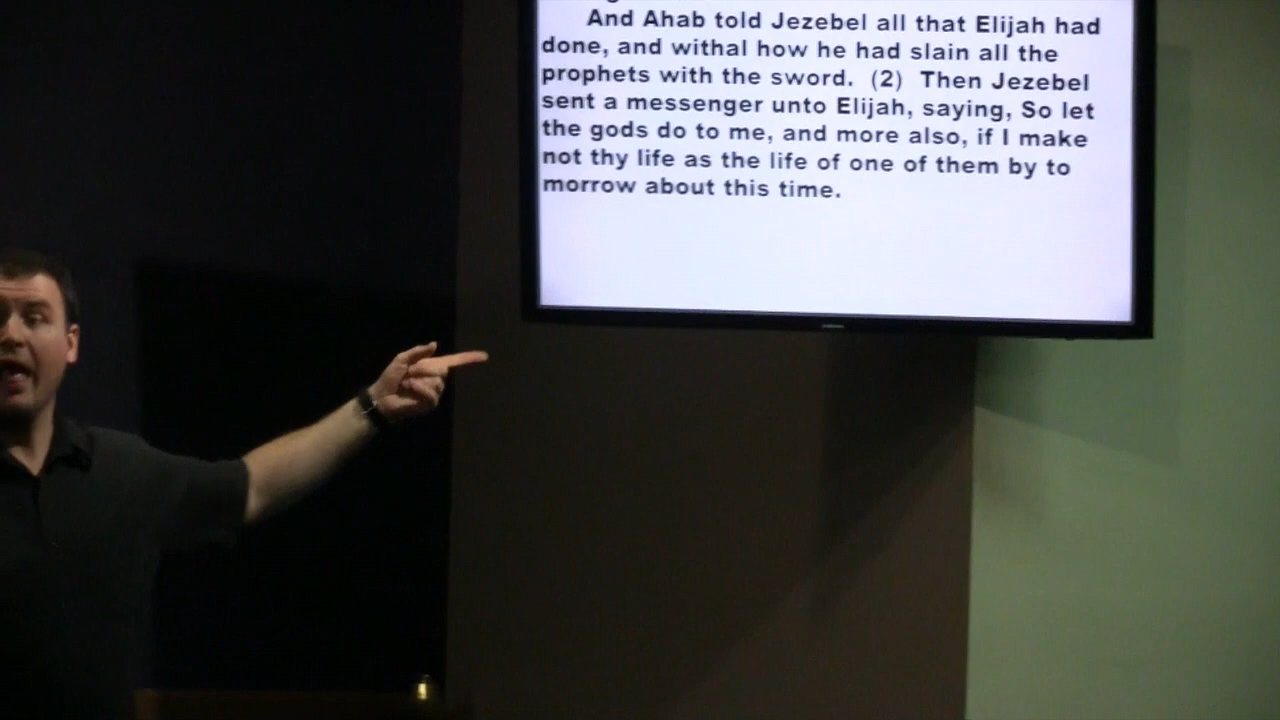 And Ahab told Jezebel all that Elijah had
done, and withal how he had slain all the
prophets with the sword. (2) Then Jezebel
sent a messenger unto Elijah, saying, So let
the gods do to me, and more also, if I make
not thy life as the life of one of them by to
morrow about this time.